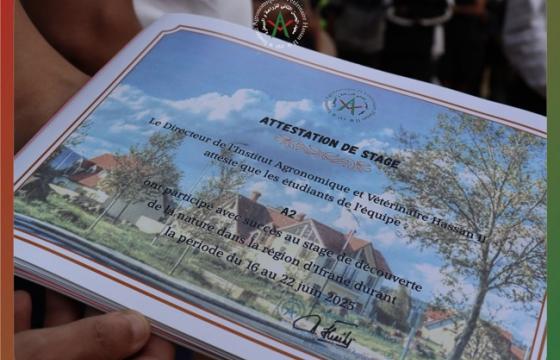 ATTESTATION DE STAGE
Le Directeur de l'Institut Agronomique et Vétérinaire Hassan II
atteste que les étudiants de l'équipe :
A2
ont participé avec succès au stage de découverte
de la nature dans la région d'Ifrane durant
la période du 16 au 22 juin 2025